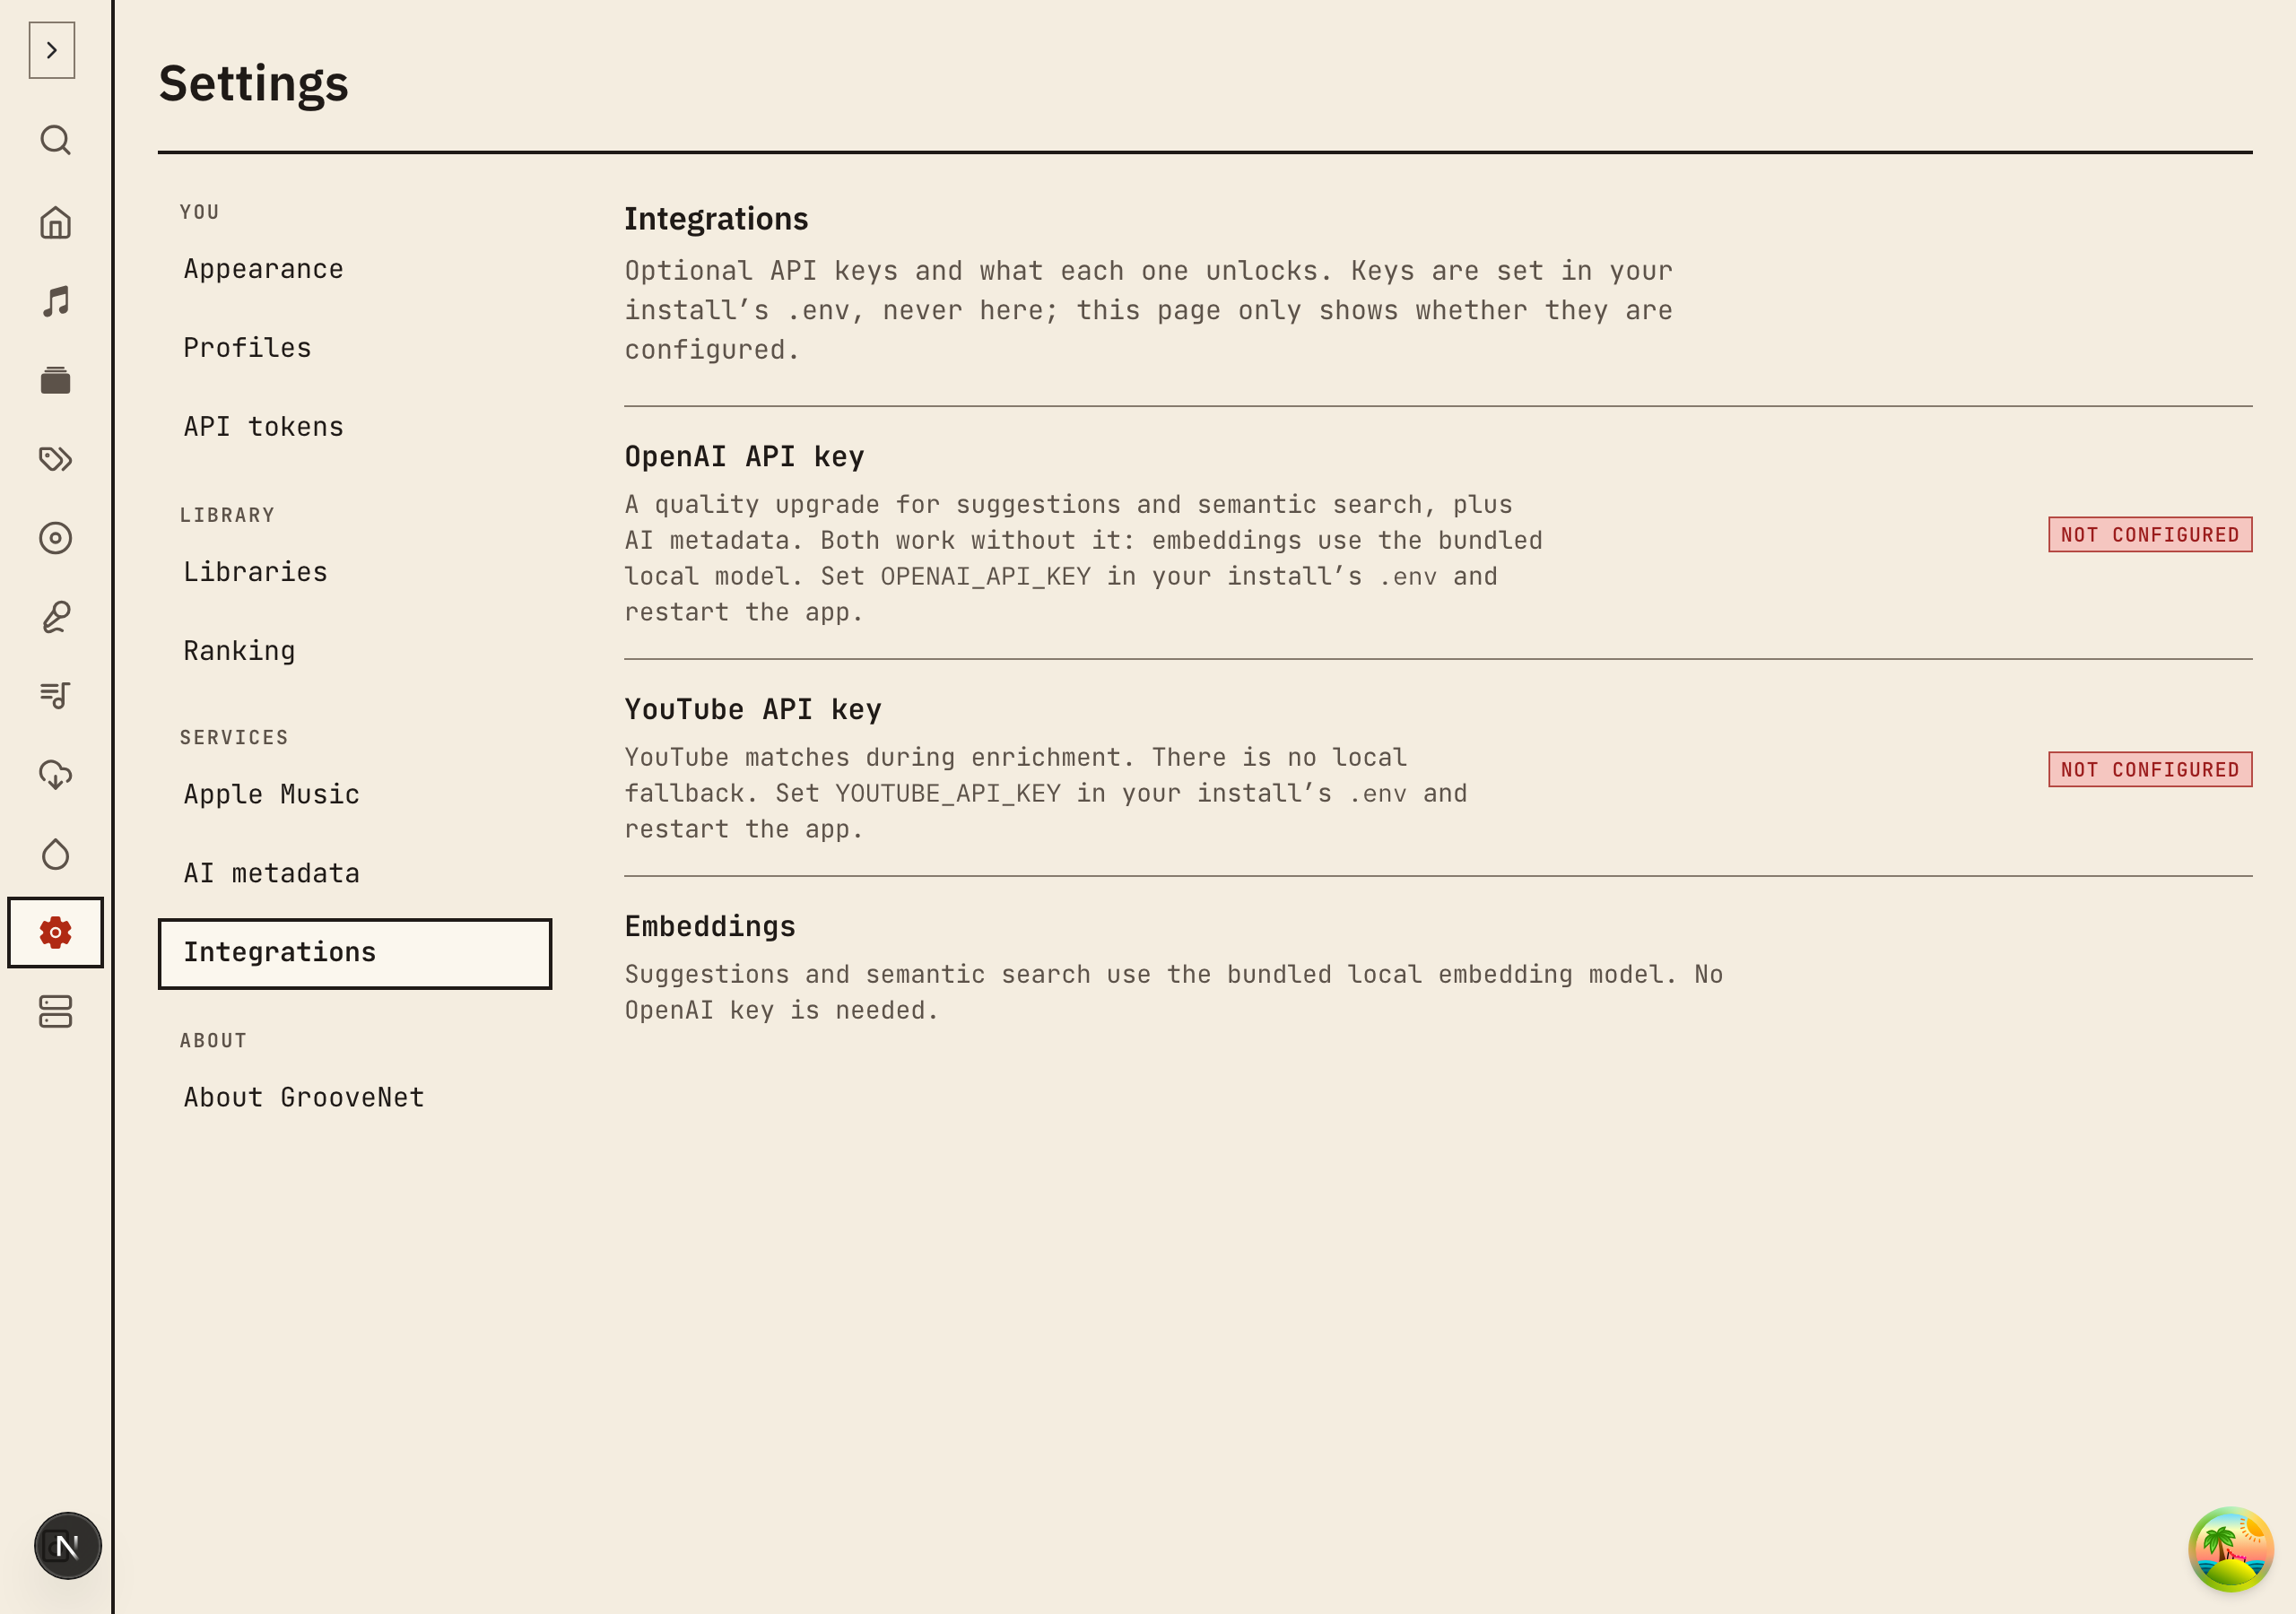 Settings
YOU
Appearance
Profiles
API tokens
LIBRARY
Libraries
Ranking
SERVICES
Apple Music
AI metadata
Integrations
ABOUT
About GrooveNet
Integrations
Optional API keys and what each one unlocks. Keys are set in your
install’s .env, never here; this page only shows whether they are
configured.
OpenAI API key
A quality upgrade for suggestions and semantic search, plus
AI metadata. Both work without it: embeddings use the bundled
local model. Set OPENAI_API_KEY in your install’s .env and
restart the app.
NOT CONFIGURED
YouTube API key
YouTube matches during enrichment. There is no local
fallback. Set YOUTUBE_API_KEY in your install’s .env and
restart the app.
NOT CONFIGURED
Embeddings
Suggestions and semantic search use the bundled local embedding model. No
OpenAI key is needed.
N